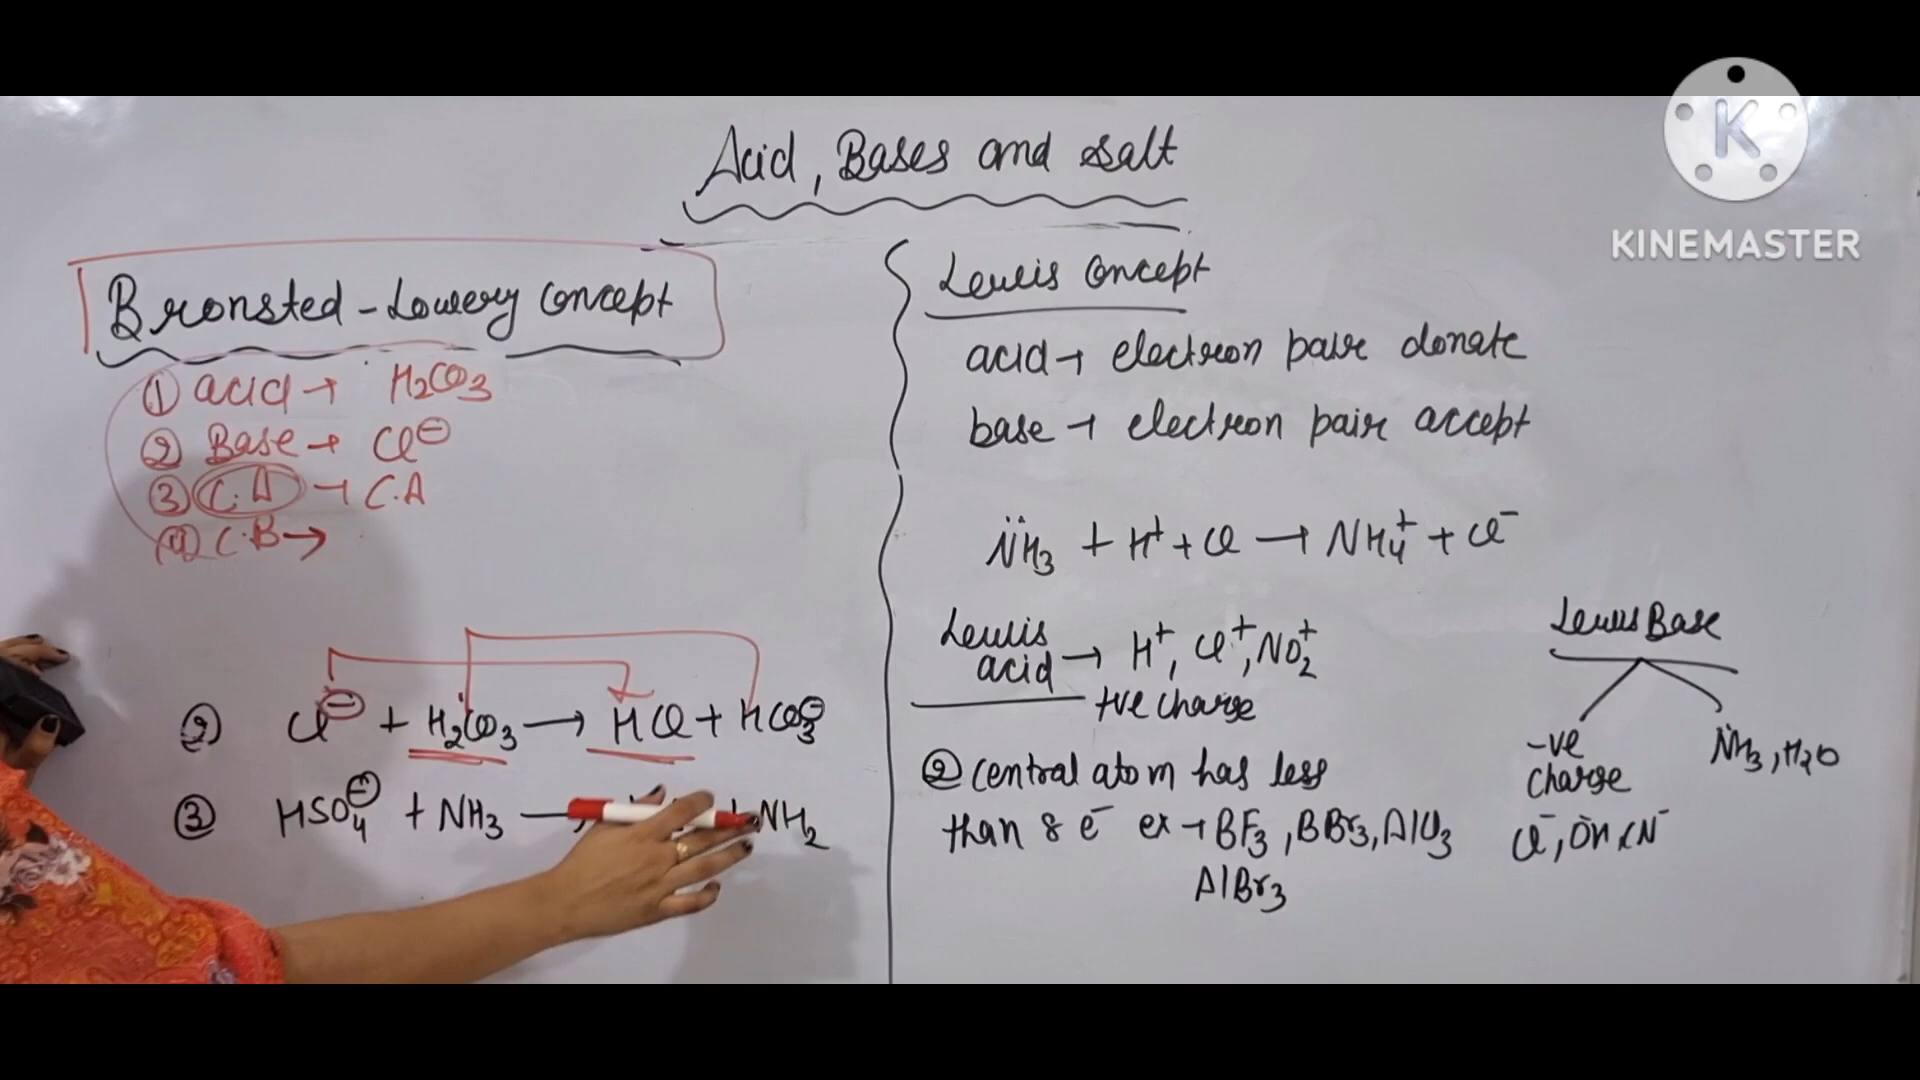 Acid, Bases and salt
Bronsted-Lowery Concept
① acid → H₂CO₃
② Base → Cl⊖
③ C.A → C.A
④ C.B →
② Cl⊖ + H₂CO₃ → HCl + HCO₃⊖
③ HSO₄⊖ + NH₃ → + NH₂
Lewis Concept
acid → electron pair donate
base → electron pair accept
N̈H₃ + H⁺ + Cl → NH₄⁺ + Cl⁻
Lewis acid → H⁺, Cl⁺, NO₂⁺
+ve charge
② central atom has less
than 8 e⁻ ex → BF₃, BBr₃, AlCl₃
AlBr₃
Lewis Base
-ve charge
N̈H₃, H₂O
Cl⁻, OH⁻, CN⁻
K
KINEMASTER